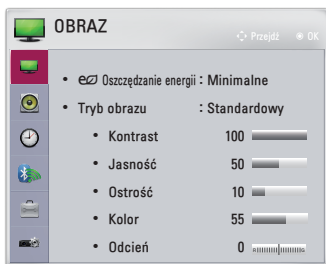 OBRAZ
Przejdź OK
Oszczędzanie energii : Minimalne
• Tryb obrazu : Standardowy
• Kontrast 100
• Jasność 50
• Ostrość 10
• Kolor 55
• Odcień 0